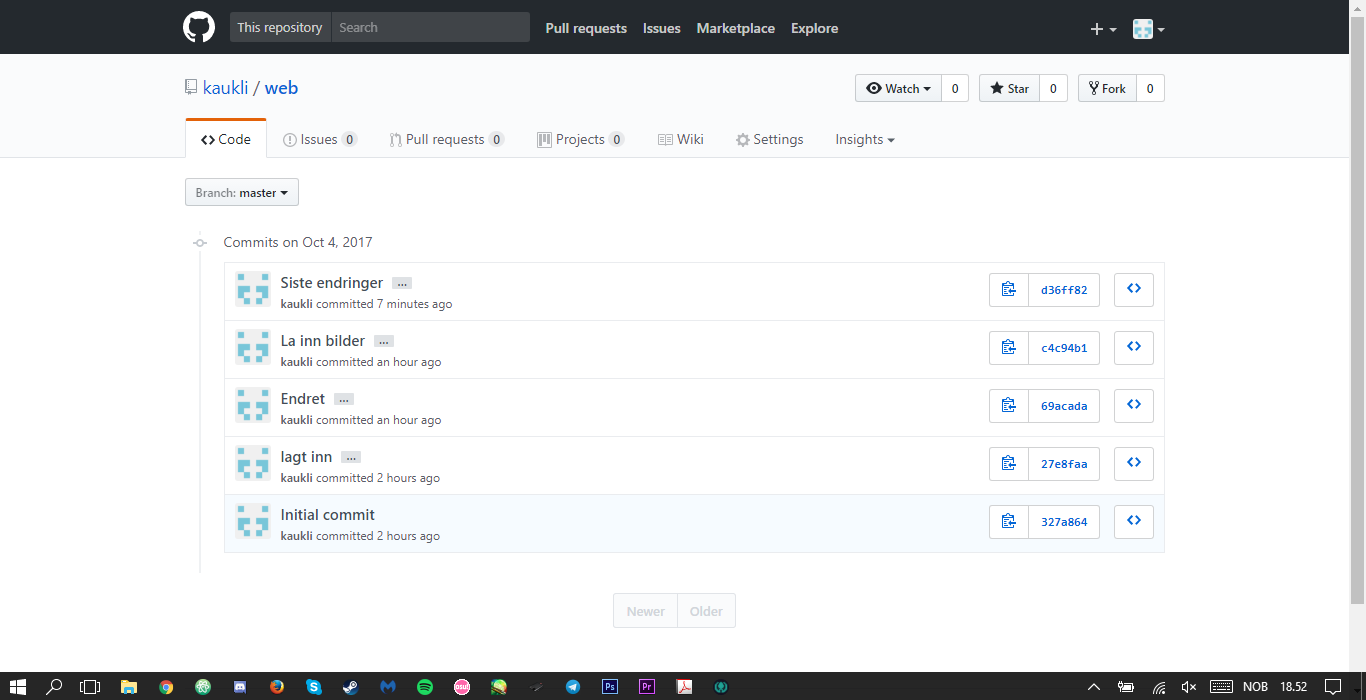 This repository Search Pull requests Issues Marketplace Explore
kaukli / web Watch 0 Star 0 Fork 0
Code Issues 0 Pull requests 0 Projects 0 Wiki Settings Insights
Branch: master
Commits on Oct 4, 2017
Siste endringer …
kaukli committed 7 minutes ago
d36ff82
La inn bilder …
kaukli committed an hour ago
c4c94b1
Endret …
kaukli committed an hour ago
69acada
lagt inn …
kaukli committed 2 hours ago
27e8faa
Initial commit
kaukli committed 2 hours ago
327a864
Newer Older
osu! Ps Pr NOB 18.52